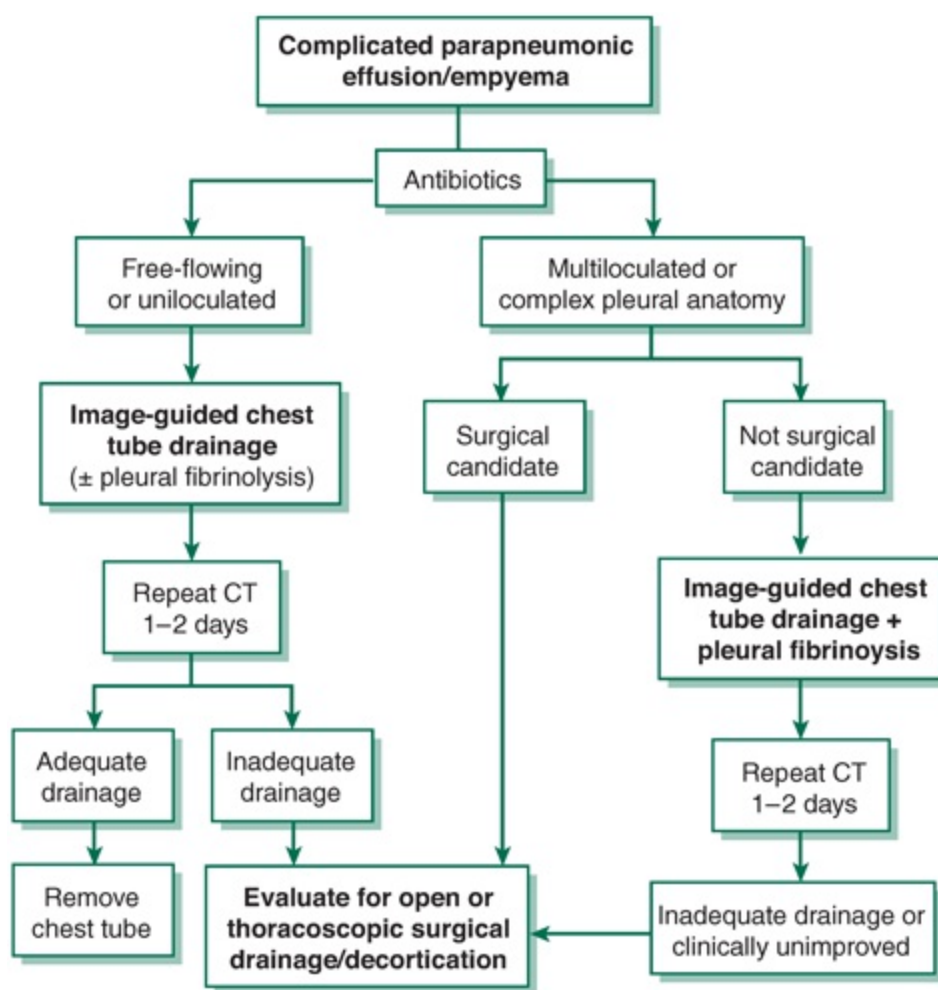 Complicated parapneumonic
effusion/empyema
Antibiotics
Free-flowing
or uniloculated
Multiloculated or
complex pleural anatomy
Image-guided chest
tube drainage
(± pleural fibrinolysis)
Surgical
candidate
Not surgical
candidate
Repeat CT
1–2 days
Image-guided chest
tube drainage +
pleural fibrinoysis
Adequate
drainage
Inadequate
drainage
Repeat CT
1–2 days
Remove
chest tube
Evaluate for open or
thoracoscopic surgical
drainage/decortication
Inadequate drainage or
clinically unimproved